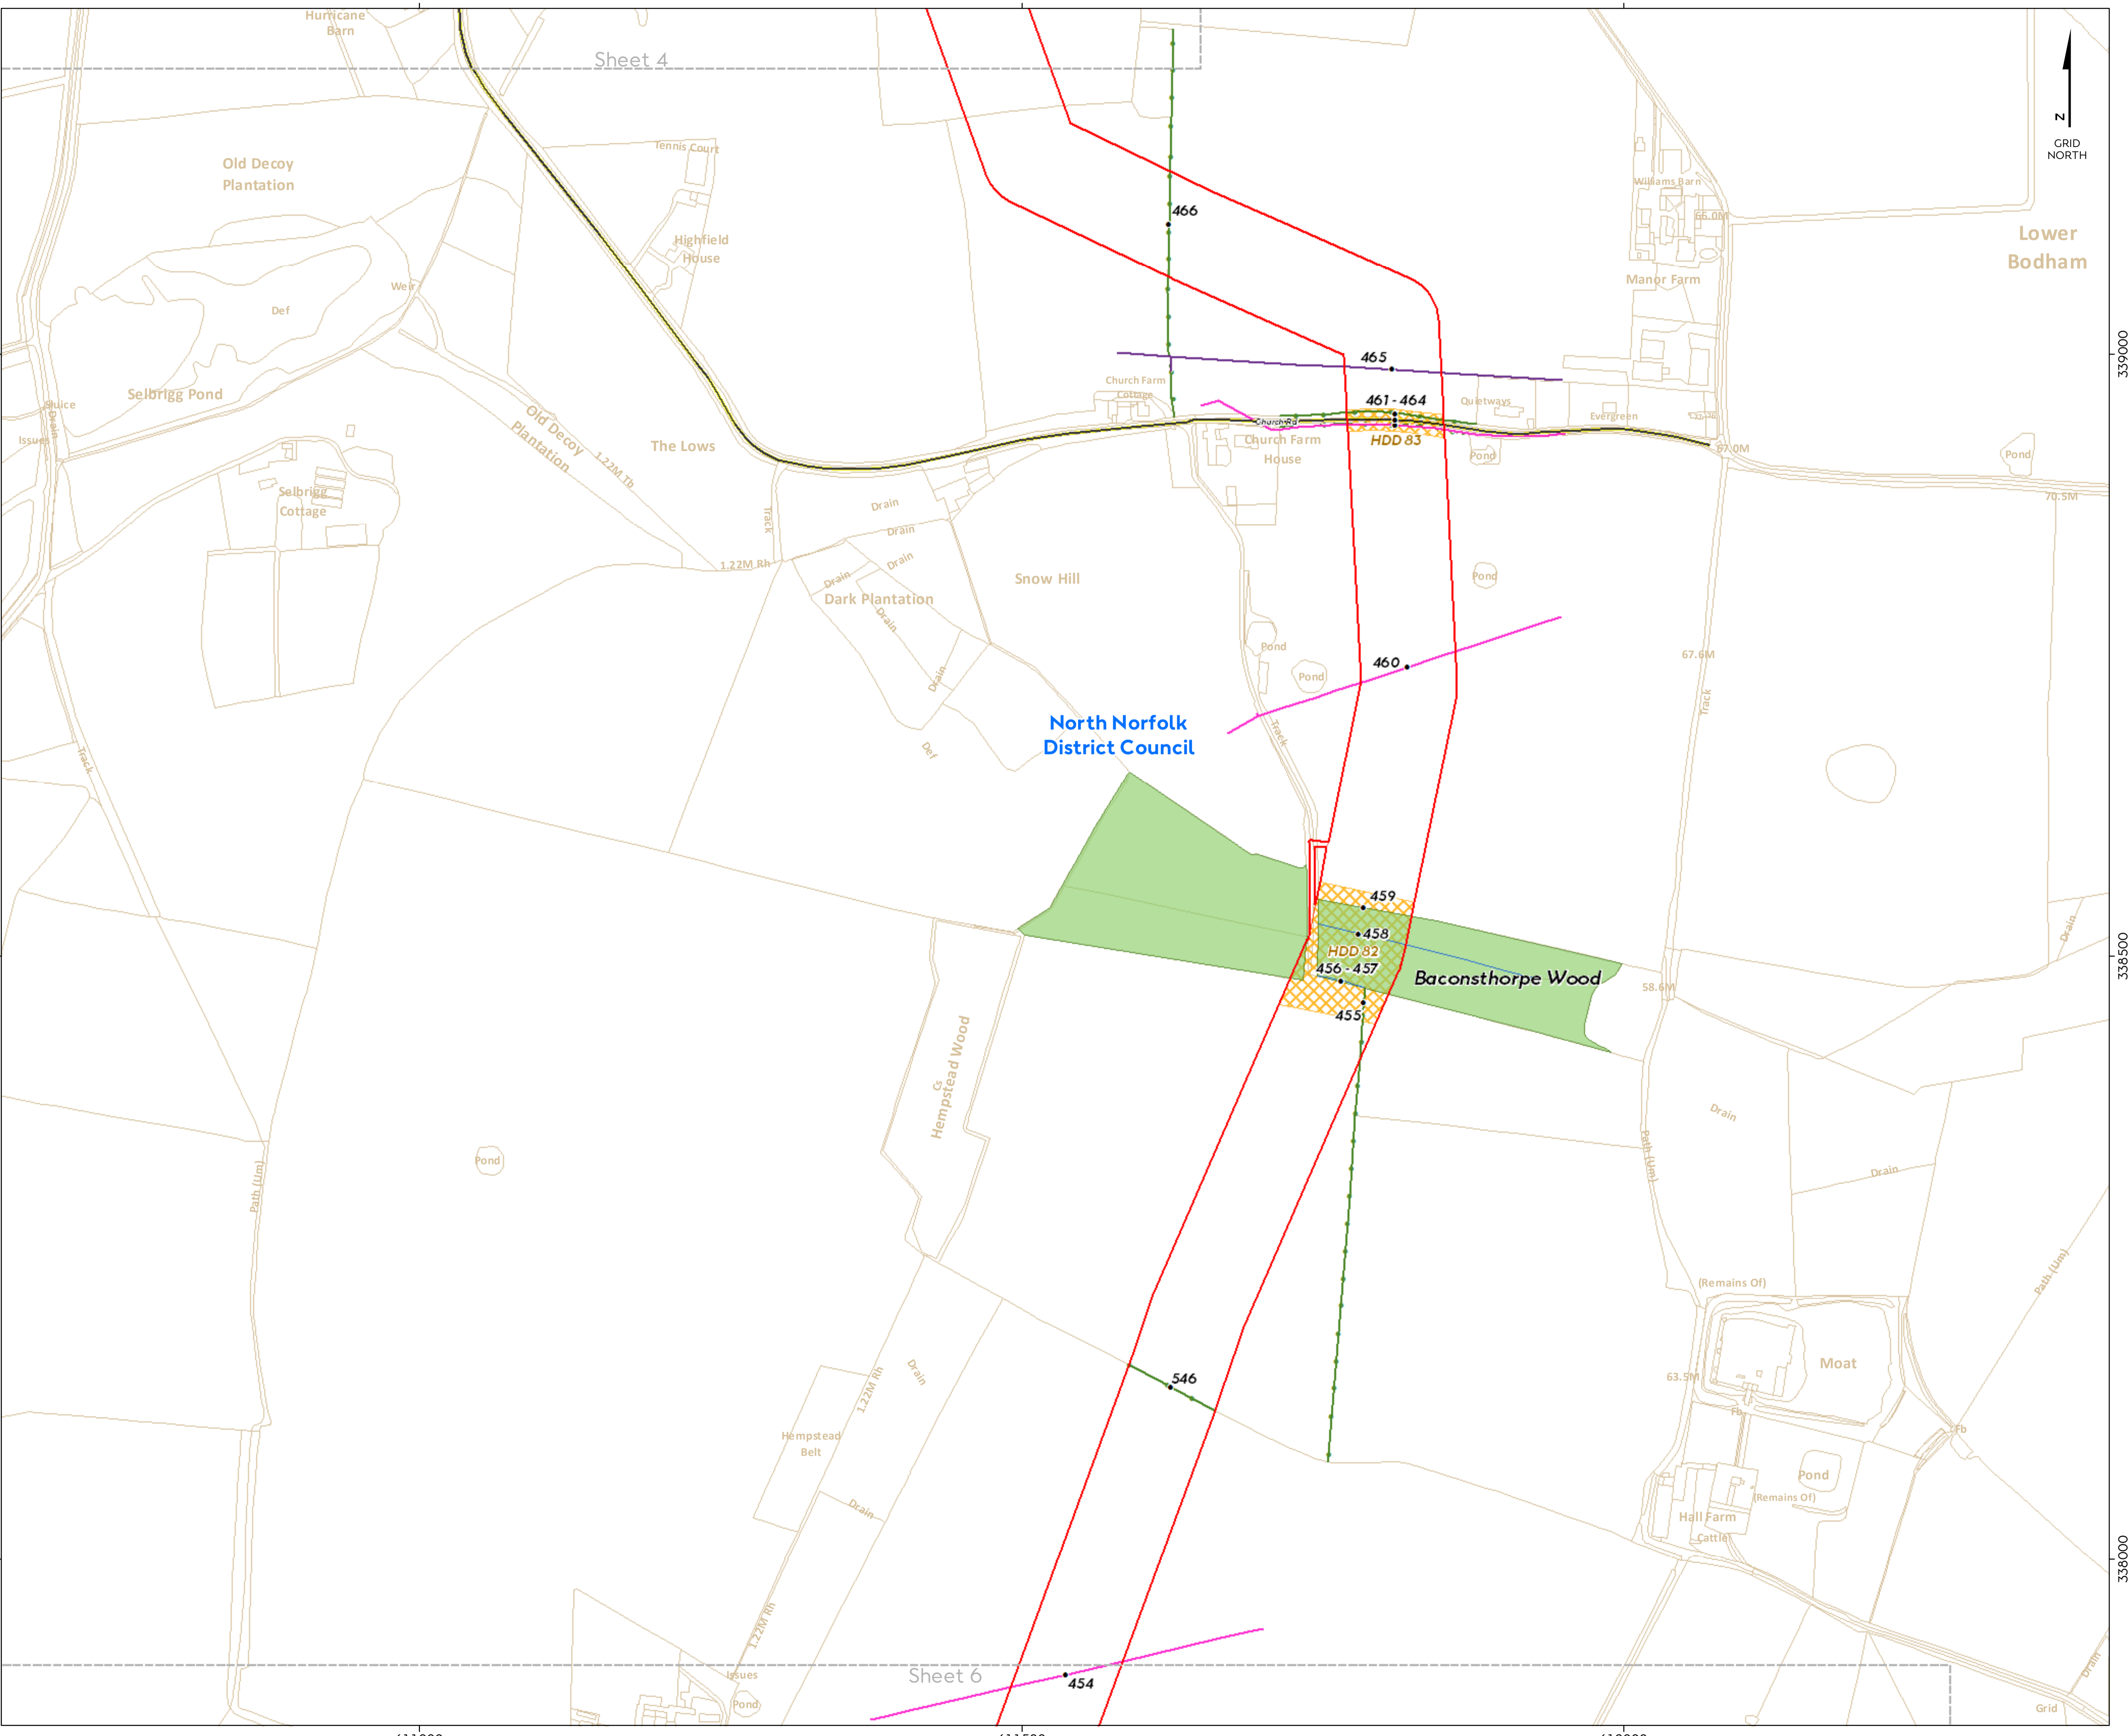 Hurricane
Barn
Sheet 4
N
GRID
NORTH
Old Decoy
Plantation
Tennis Court
Williams Barn
66.0M
466
Highfield
House
Lower
Bodham
Weir
Manor Farm
Def
339000
465
Church Farm
Cottage
Selbrigg Pond
Sluice
Drain
Issues
461 - 464
Quietways
Evergreen
Church Rd
HDD 83
Church Farm
House
Old Decoy
Plantation
The Lows
67.0M
Pond
Pond
1.22M Tb
Selbrigg
Cottage
70.5M
Drain
Track
Drain
Drain
1.22M Rh
Drain
Snow Hill
Pond
Dark Plantation
Drain
Pond
67.6M
460
Pond
Drain
Track
North Norfolk
District Council
Track
Track
Def
459
458
Drain
HDD 82
338500
456 - 457
Baconsthorpe Wood
58.6M
455
Cs
Hempstead Wood
Drain
Pond
Path (Um)
Path (Um)
Drain
Path (Um)
(Remains Of)
Moat
Drain
546
63.5M
1.22M Rh
Fb
Fb
Hempstead
Belt
Pond
(Remains Of)
Drain
Hall Farm
Cattle
338000
1.22M Rh
Sheet 6
Issues
454
Drain
Pond
Grid